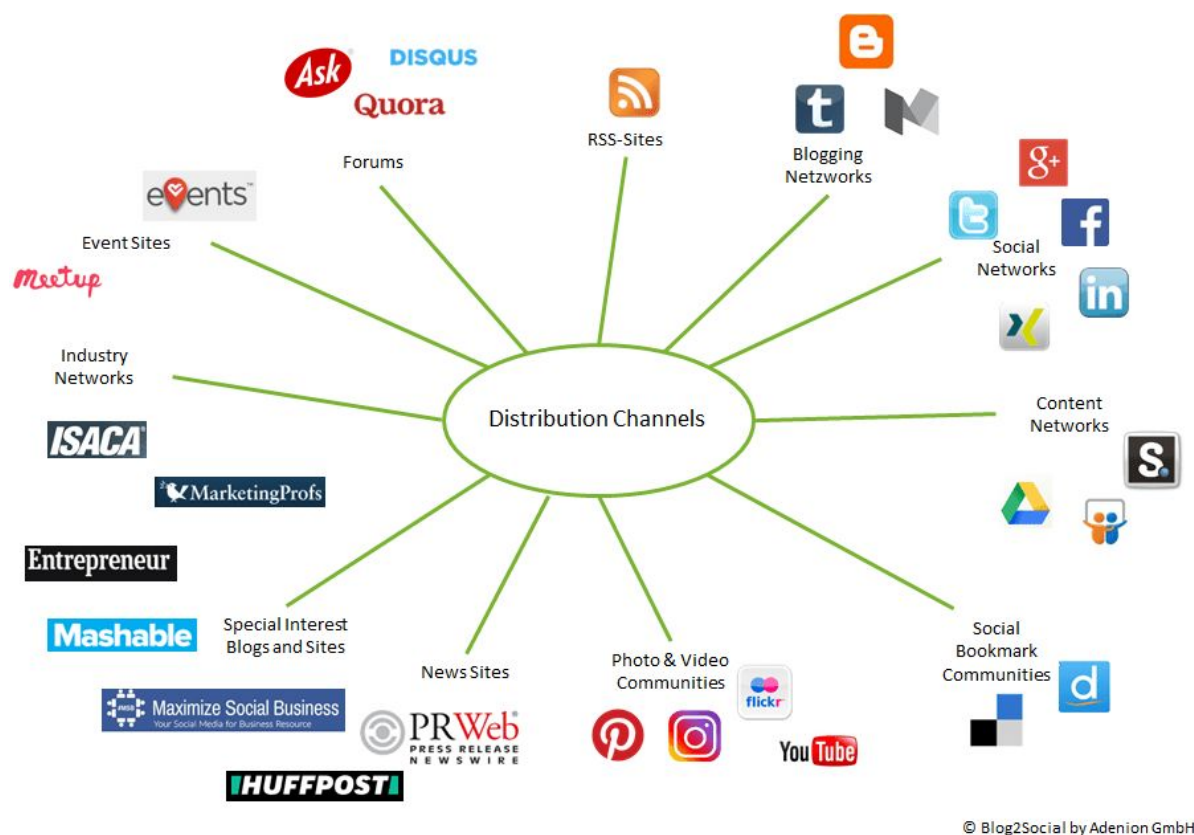 Ask
DISQUS
Quora
Forums
RSS-Sites
Blogging
Netzworks
g+
Social
Networks
in
Content
Networks
S.
Social
Bookmark
Communities
d
Photo & Video
Communities
flickr
YouTube
News Sites
PRWeb
PRESS RELEASE
NEWSWIRE
HUFFPOST
Special Interest
Blogs and Sites
Entrepreneur
Mashable
Maximize Social Business
Your Social Media for Business Resource
Industry
Networks
ISACA®
MarketingProfs
events™
Event Sites
Meetup
Distribution Channels
© Blog2Social by Adenion GmbH